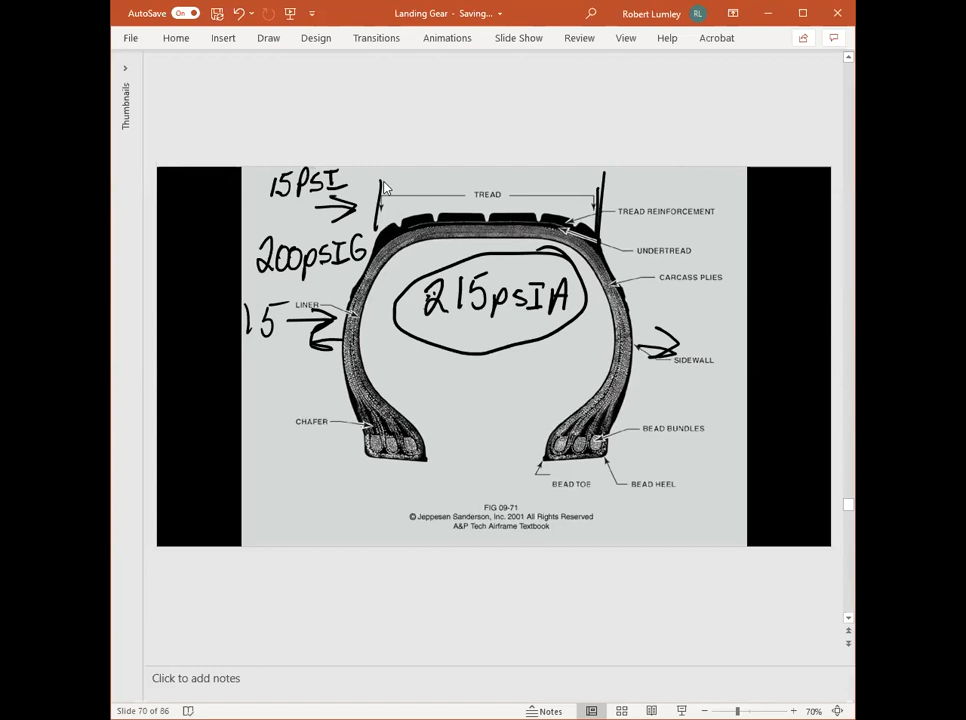 AutoSave On Landing Gear - Saving... Robert Lumley RL
File Home Insert Draw Design Transitions Animations Slide Show Review View Help Acrobat
Thumbnails
15PSI
TREAD
TREAD REINFORCEMENT
200psIG
UNDERTREAD
CARCASS PLIES
215psIA
LINER
15
SIDEWALL
CHAFER
BEAD BUNDLES
BEAD TOE
BEAD HEEL
FIG 09-71
© Jeppesen Sanderson, Inc. 2001 All Rights Reserved
A&P Tech Airframe Textbook
Click to add notes
Slide 70 of 86 Notes 70%